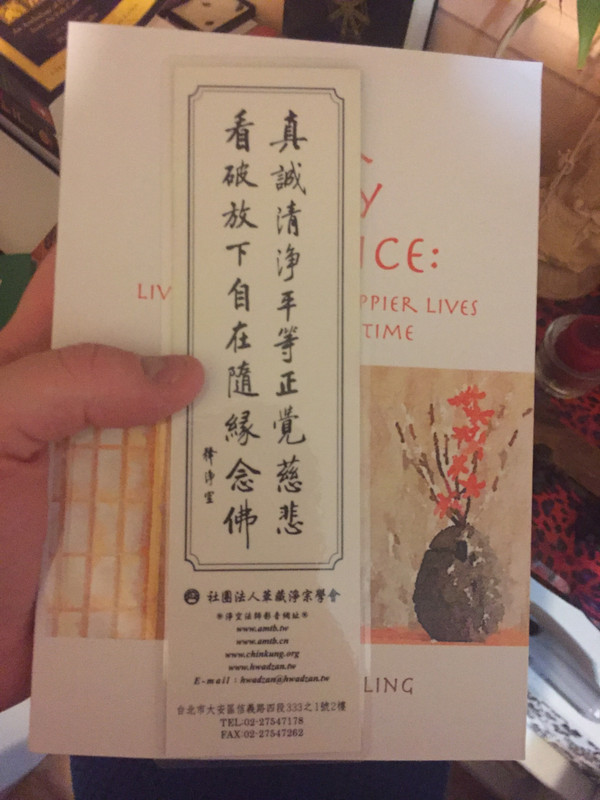 真誠清淨平等正覺慈悲
看破放下自在隨緣念佛
釋淨空
社團法人華藏淨宗學會
淨空法師影音網址
www.amtb.tw
www.amtb.cn
www.chinkung.org
www.hwadzan.tw
E-mail : hwadzan@hwadzan.tw
台北市大安區信義路四段333之1號2樓
TEL:02-27547178
FAX:02-27547262
Y
ICE:
LIV PPIER LIVES
TIME
LING